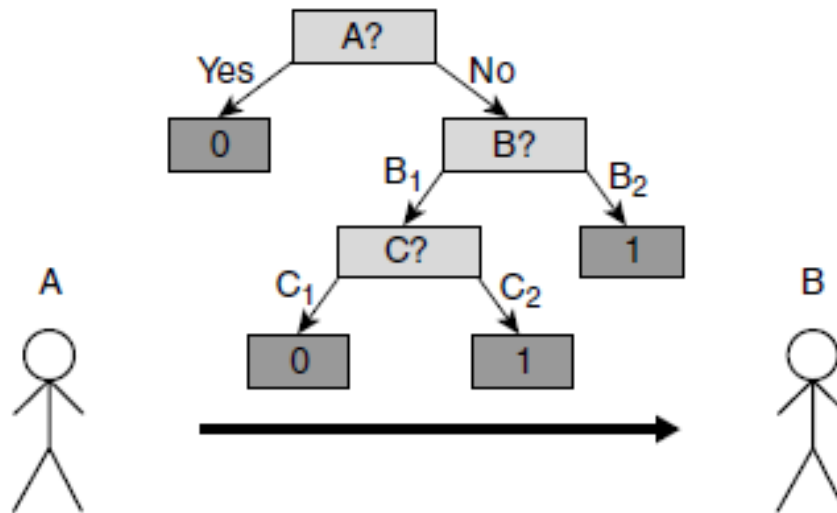 A?
Yes No
0 B?
B₁ B₂
C? 1
A C₁ C₂ B
0 1